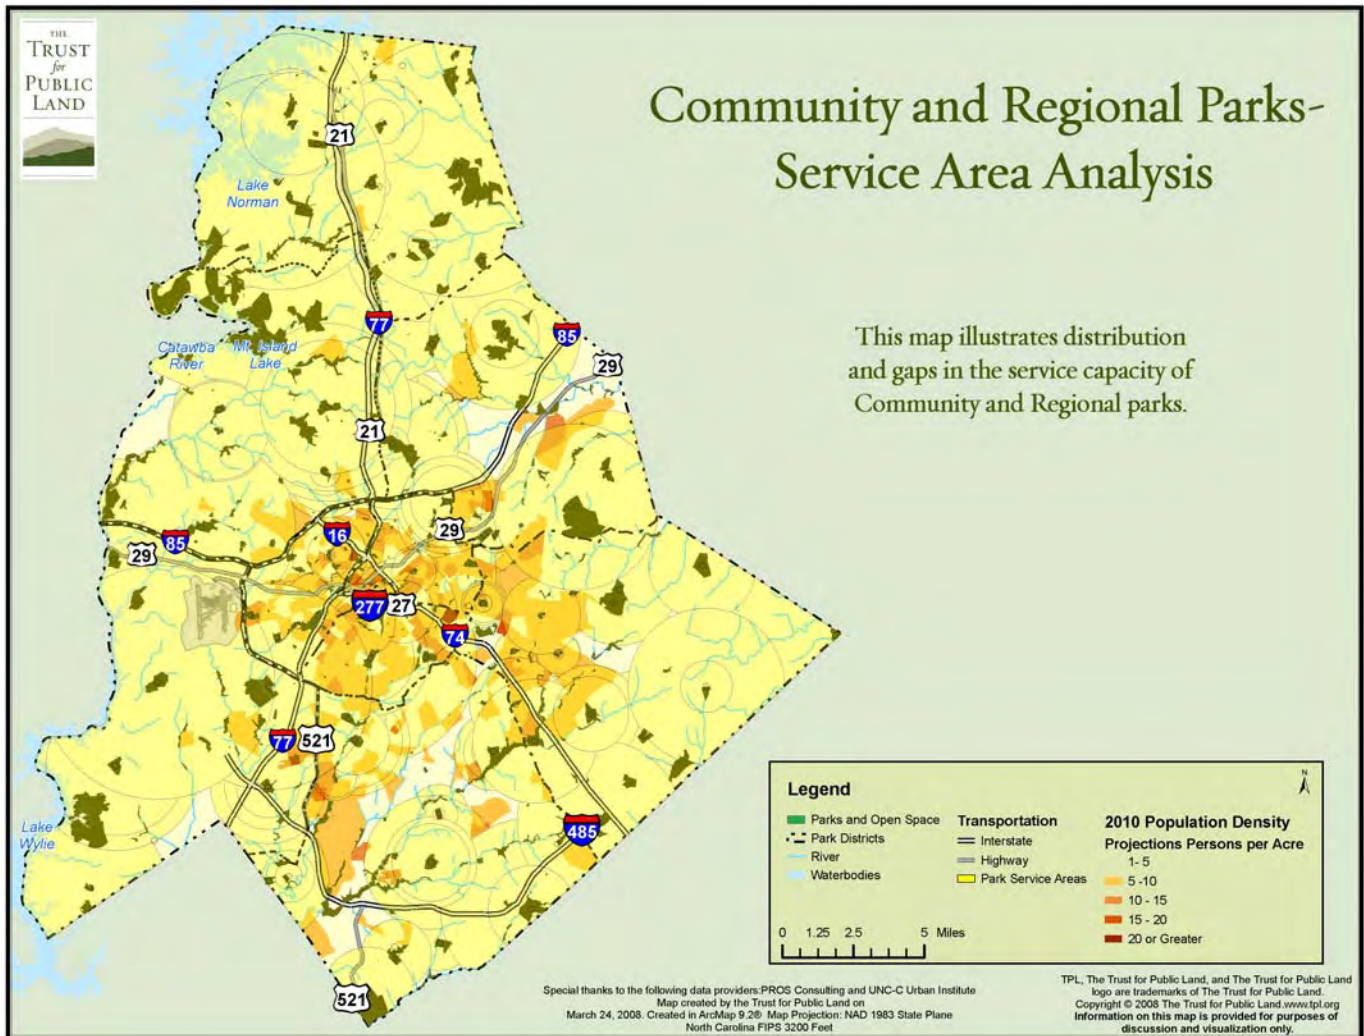 THE
TRUST
for
PUBLIC
LAND
Community and Regional Parks-
Service Area Analysis
This map illustrates distribution
and gaps in the service capacity of
Community and Regional parks.
21
Lake
Norman
77
85
29
Catawba
River
Mt. Island
Lake
21
29
16
85
29
277
27
74
77
521
485
Lake
Wylie
521
Legend
Parks and Open Space
Park Districts
River
Waterbodies
Transportation
Interstate
Highway
Park Service Areas
2010 Population Density
Projections Persons per Acre
1- 5
5 -10
10 - 15
15 - 20
20 or Greater
N
0 1.25 2.5 5 Miles
Special thanks to the following data providers:PROS Consulting and UNC-C Urban Institute
Map created by the Trust for Public Land on
March 24, 2008. Created in ArcMap 9.2® Map Projection: NAD 1983 State Plane
North Carolina FIPS 3200 Feet
TPL, The Trust for Public Land, and The Trust for Public Land
logo are trademarks of The Trust for Public Land.
Copyright © 2008 The Trust for Public Land.www.tpl.org
Information on this map is provided for purposes of
discussion and visualization only.